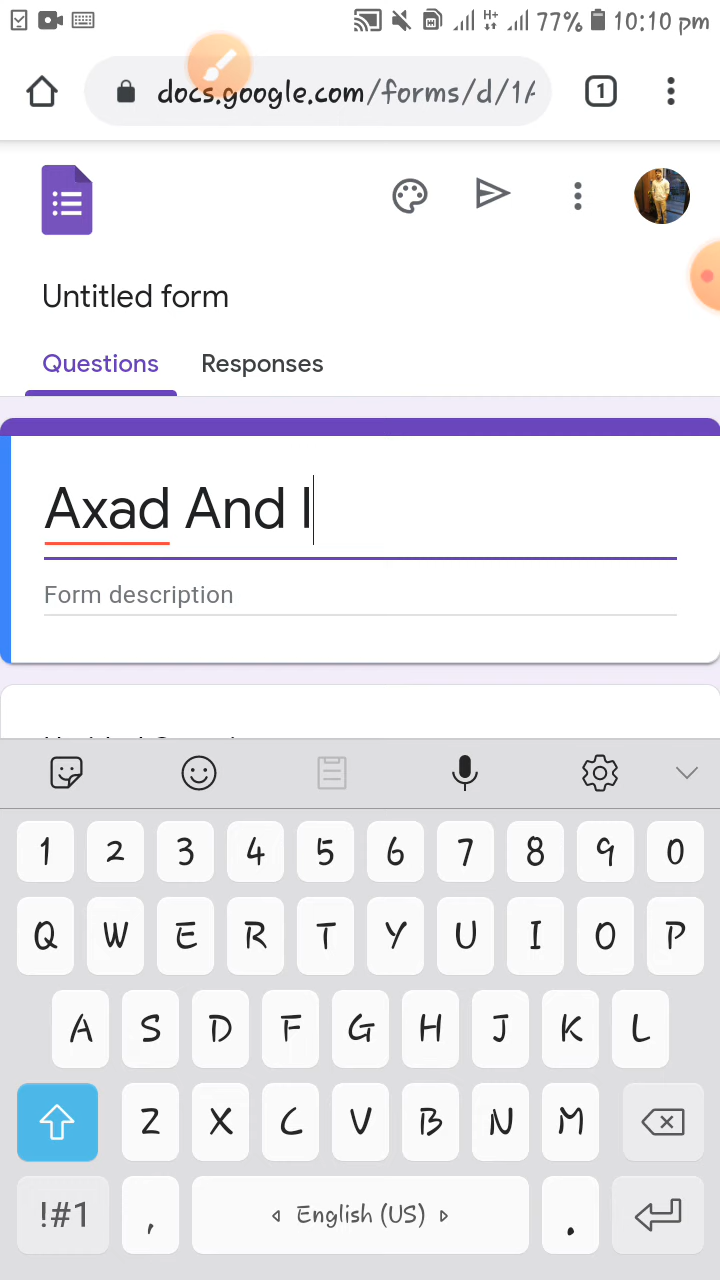 77% 10:10 pm
docs.google.com/forms/d/1A
1
Untitled form
Questions Responses
Axad And I
Form description
1 2 3 4 5 6 7 8 9 0
Q W E R T Y U I O P
A S D F G H J K L
Z X C V B N M
!#1 , English (US) .